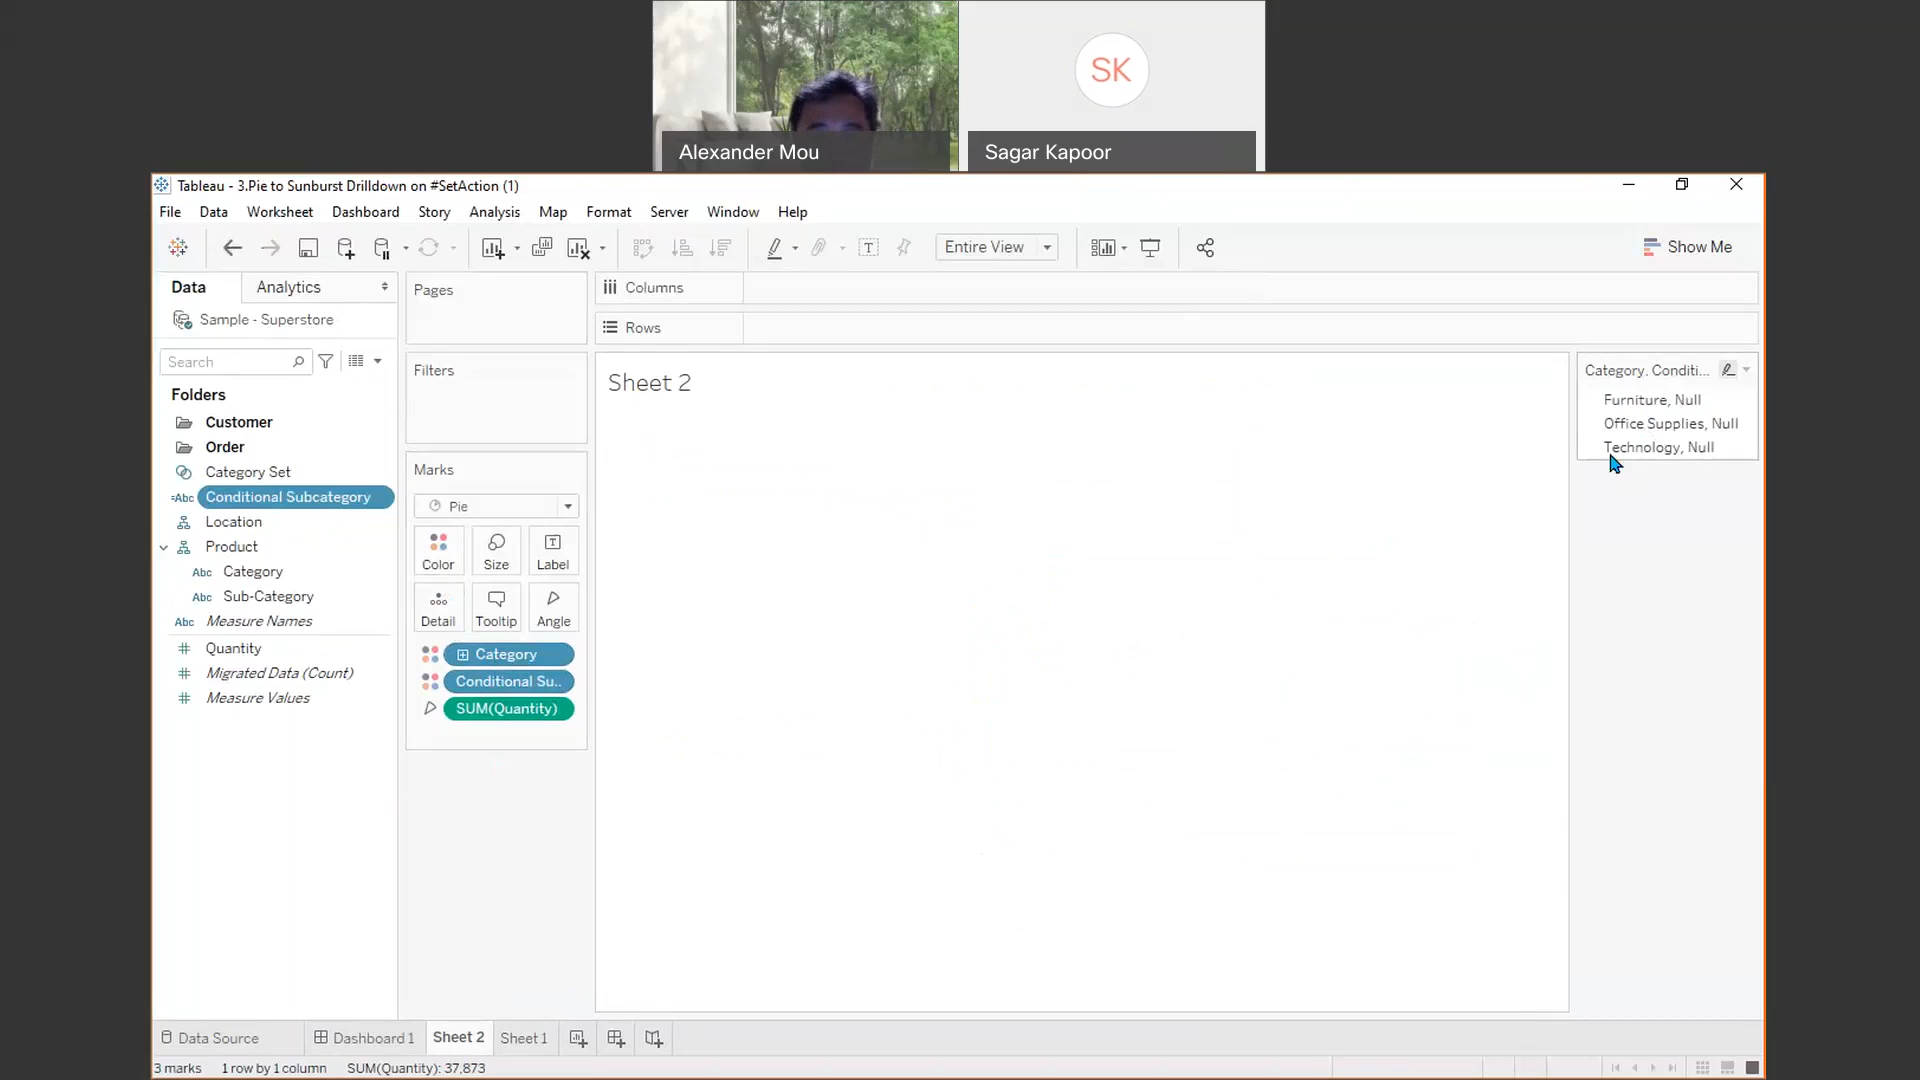 SK
Alexander Mou
Sagar Kapoor
Tableau - 3.Pie to Sunburst Drilldown on #SetAction (1)
File Data Worksheet Dashboard Story Analysis Map Format Server Window Help
Entire View
Show Me
Data
Analytics
Sample - Superstore
Search
Folders
Customer
Order
Category Set
=Abc Conditional Subcategory
Location
Product
Abc Category
Abc Sub-Category
Abc Measure Names
# Quantity
# Migrated Data (Count)
# Measure Values
Pages
Filters
Marks
Pie
Color Size Label
Detail Tooltip Angle
Category
Conditional Su..
SUM(Quantity)
Columns
Rows
Sheet 2
Category. Conditi...
Furniture, Null
Office Supplies, Null
Technology, Null
Data Source Dashboard 1 Sheet 2 Sheet 1
3 marks 1 row by 1 column SUM(Quantity): 37,873